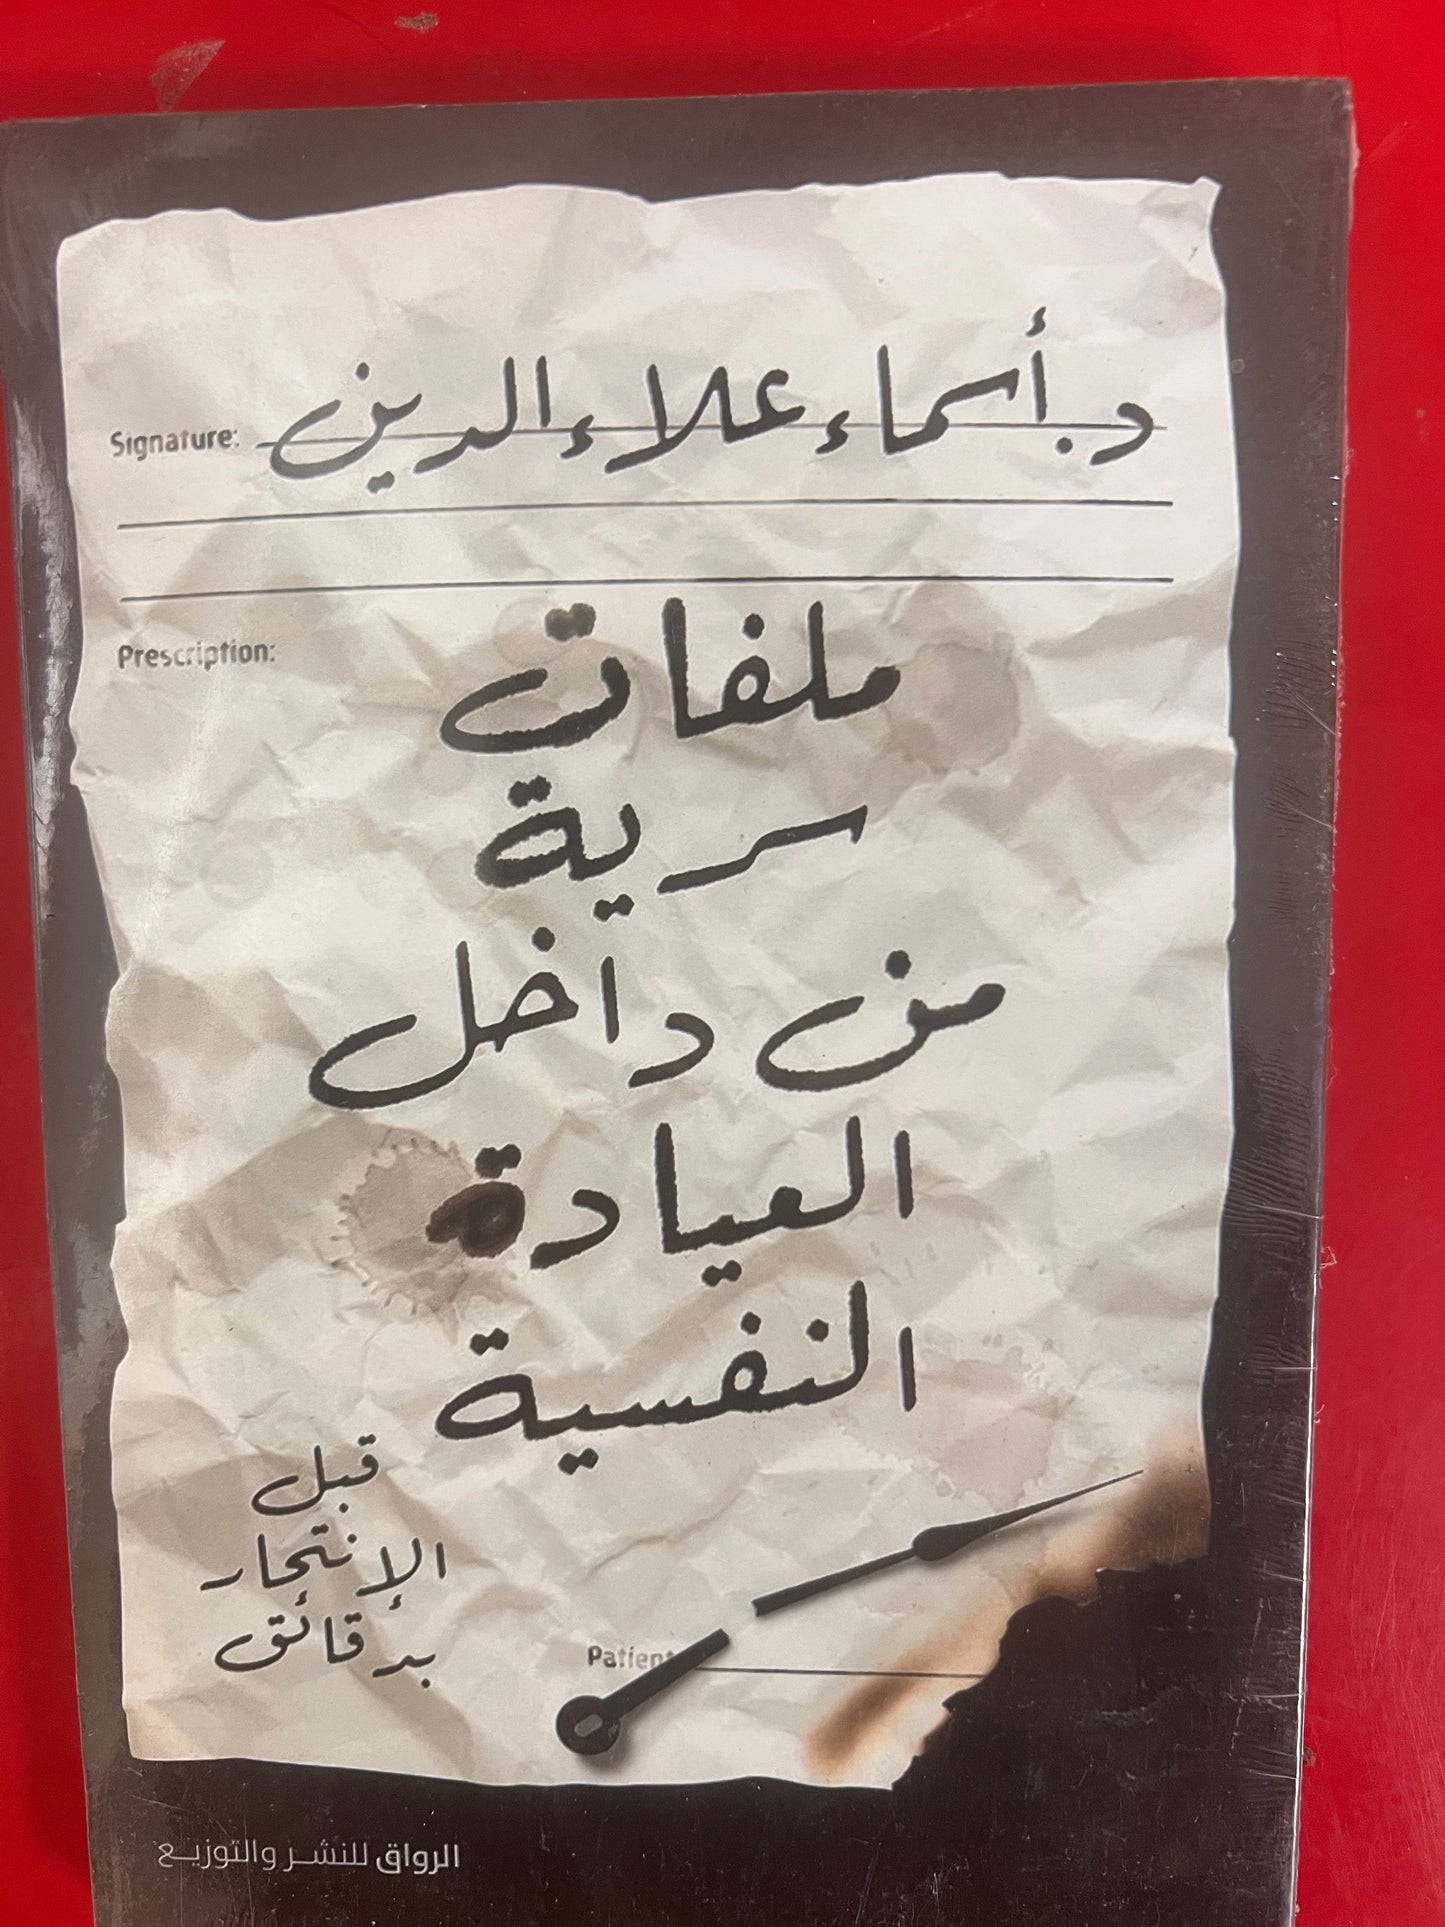 Signature: د. أسماء علاء الدين
Prescription:
ملفات
سرية
من داخل
العيادة
النفسية
قبل
الإنتحار
بدقائق
Patient
الرواق للنشر والتوزيع